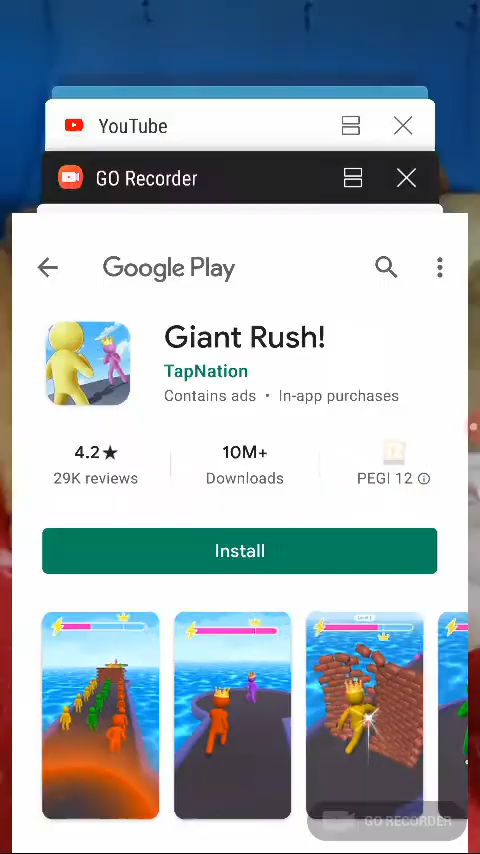 YouTube
GO Recorder
Google Play
Giant Rush!
TapNation
Contains ads • In-app purchases
4.2★ 10M+
29K reviews Downloads PEGI 12
Install
GO RECORDER